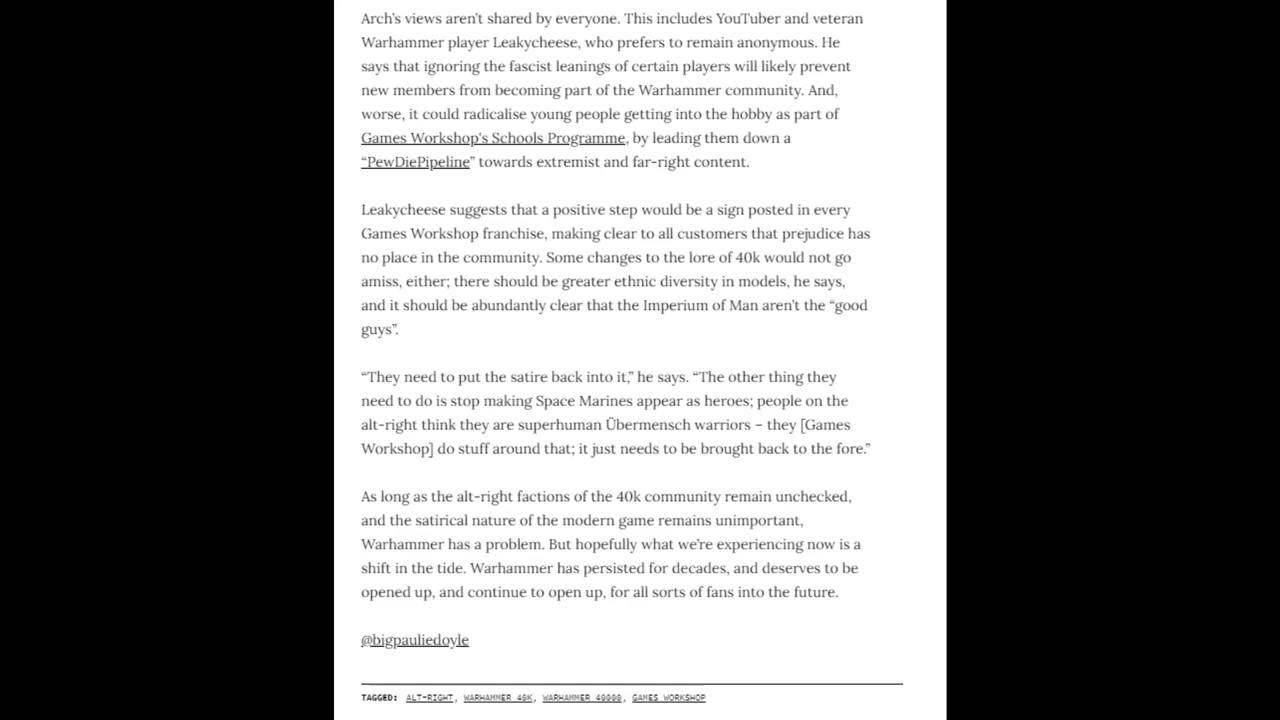 Arch's views aren't shared by everyone. This includes YouTuber and veteran
Warhammer player Leakycheese, who prefers to remain anonymous. He
says that ignoring the fascist leanings of certain players will likely prevent
new members from becoming part of the Warhammer community. And,
worse, it could radicalise young people getting into the hobby as part of
Games Workshop's Schools Programme, by leading them down a
“PewDiePipeline” towards extremist and far-right content.
Leakycheese suggests that a positive step would be a sign posted in every
Games Workshop franchise, making clear to all customers that prejudice has
no place in the community. Some changes to the lore of 40k would not go
amiss, either; there should be greater ethnic diversity in models, he says,
and it should be abundantly clear that the Imperium of Man aren't the “good
guys”.
“They need to put the satire back into it,” he says. “The other thing they
need to do is stop making Space Marines appear as heroes; people on the
alt-right think they are superhuman Übermensch warriors – they [Games
Workshop] do stuff around that; it just needs to be brought back to the fore.”
As long as the alt-right factions of the 40k community remain unchecked,
and the satirical nature of the modern game remains unimportant,
Warhammer has a problem. But hopefully what we're experiencing now is a
shift in the tide. Warhammer has persisted for decades, and deserves to be
opened up, and continue to open up, for all sorts of fans into the future.
@bigpauliedoyle
TAGGED: ALT-RIGHT, WARHAMMER 40K, WARHAMMER 40000, GAMES WORKSHOP